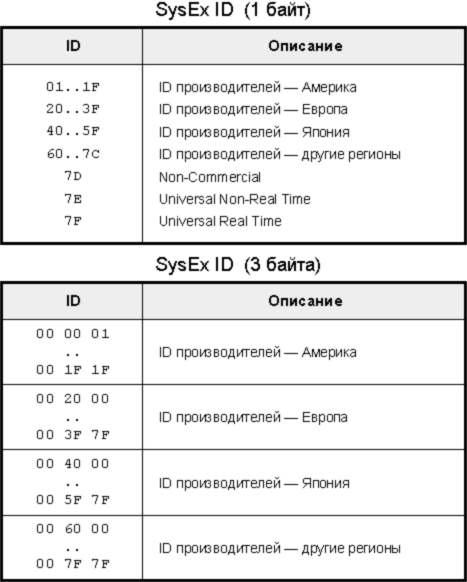 SysEx ID (1 байт)
ID Описание
01..1F ID производителей — Америка
20..3F ID производителей — Европа
40..5F ID производителей — Япония
60..7C ID производителей — другие регионы
7D Non-Commercial
7E Universal Non-Real Time
7F Universal Real Time
SysEx ID (3 байта)
ID Описание
00 00 01
..
00 1F 1F
ID производителей — Америка
00 20 00
..
00 3F 7F
ID производителей — Европа
00 40 00
..
00 5F 7F
ID производителей — Япония
00 60 00
..
00 7F 7F
ID производителей — другие регионы